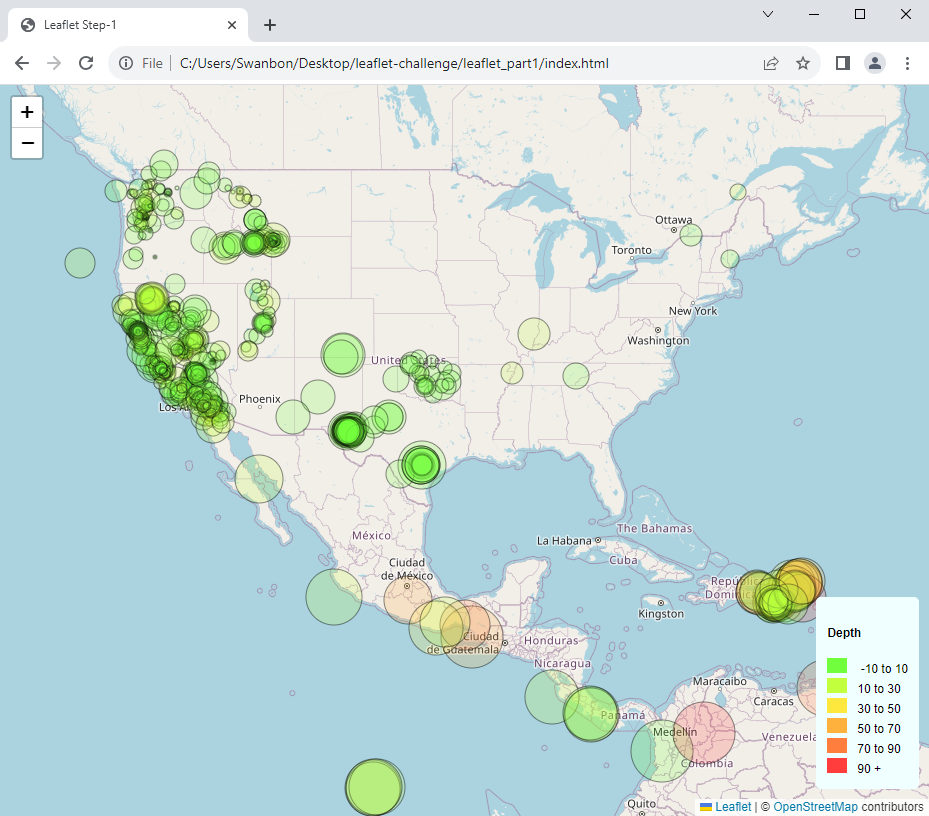 Leaflet Step-1
File
C:/Users/Swanbon/Desktop/leaflet-challenge/leaflet_part1/index.html
+
−
Ottawa
Toronto
New York
Washington
United States
Phoenix
Los
México
La Habana
The Bahamas
Cuba
Ciudad
de México
Kingston
Ciudad
de Guatemala
Honduras
Nicaragua
Maracaibo
Caracas
Panamá
Medellín
Venezuela
Colombia
Quito
Depth
-10 to 10
10 to 30
30 to 50
50 to 70
70 to 90
90 +
Leaflet | © OpenStreetMap contributors